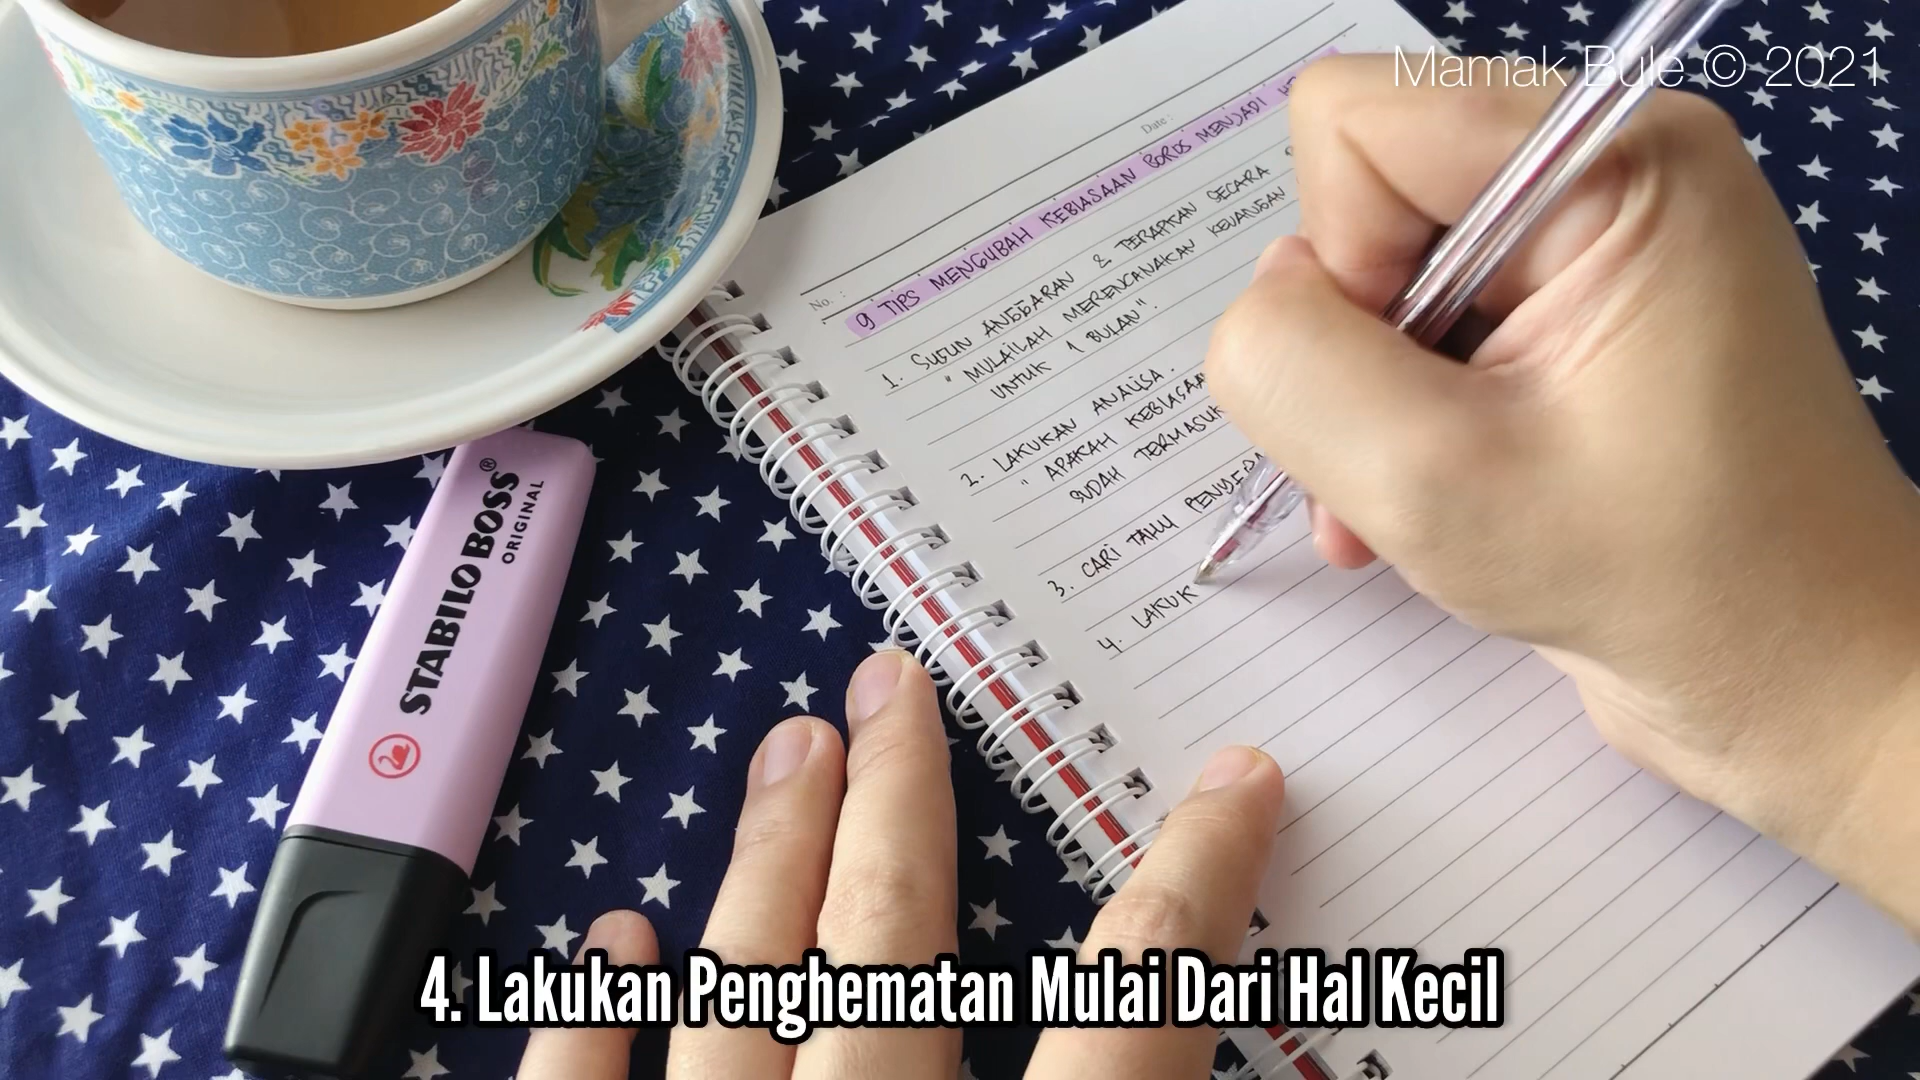 Mamak Bule © 2021
Date :
No. :
9 TIPS MENGUBAH KEBIASAAN BOROS MENJADI
1. SUSUN ANGGARAN & TERAPKAN SECARA
" MULAILAH MERENCANAKAN KEUANGAN
UNTUK 1 BULAN".
2. LAKUKAN ANALISA.
" APAKAH KEBIASAA
SUDAH TERMASUK
3. CARI TAHU PENYEBA
4. LAKUK
STABILO BOSS®
ORIGINAL
4. Lakukan Penghematan Mulai Dari Hal Kecil